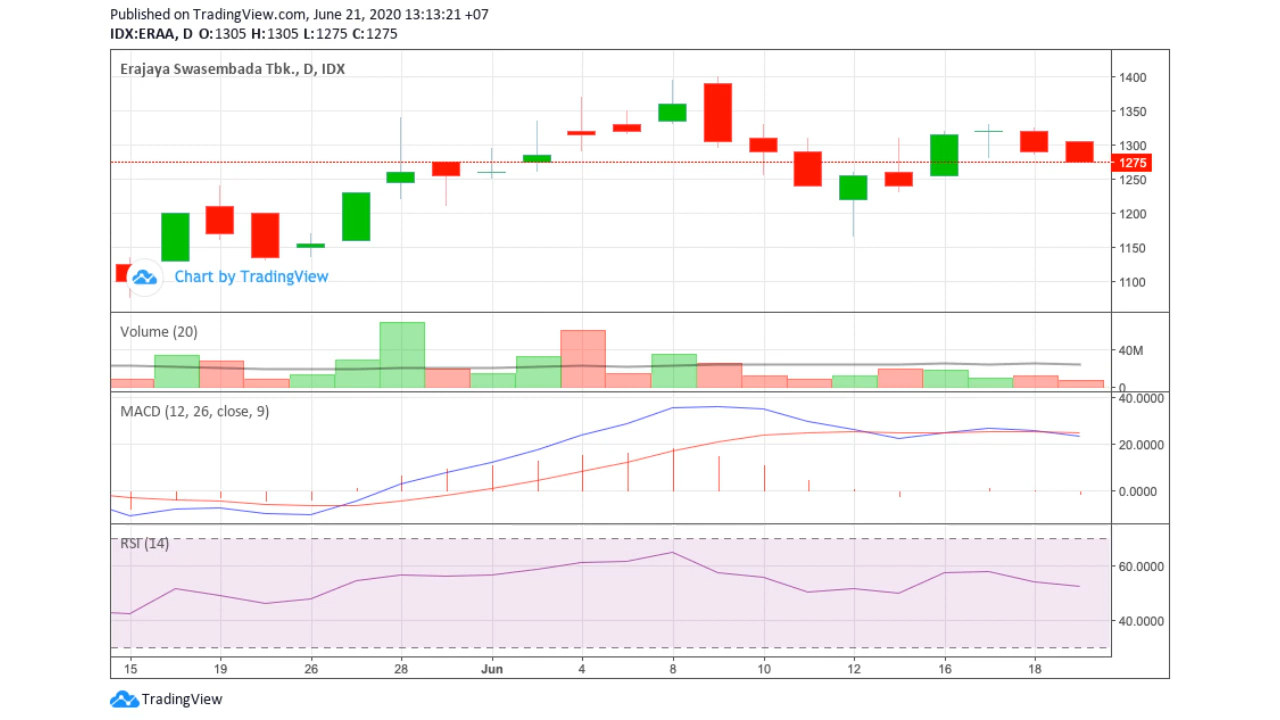 Published on TradingView.com, June 21, 2020 13:13:21 +07
IDX:ERAA, D O:1305 H:1305 L:1275 C:1275
Erajaya Swasembada Tbk., D, IDX
1400
1350
1300
1275
1250
1200
1150
1100
Chart by TradingView
Volume (20)
40M
0
MACD (12, 26, close, 9)
40.0000
20.0000
0.0000
RSI (14)
60.0000
40.0000
15 19 26 28 Jun 4 8 10 12 16 18
TradingView